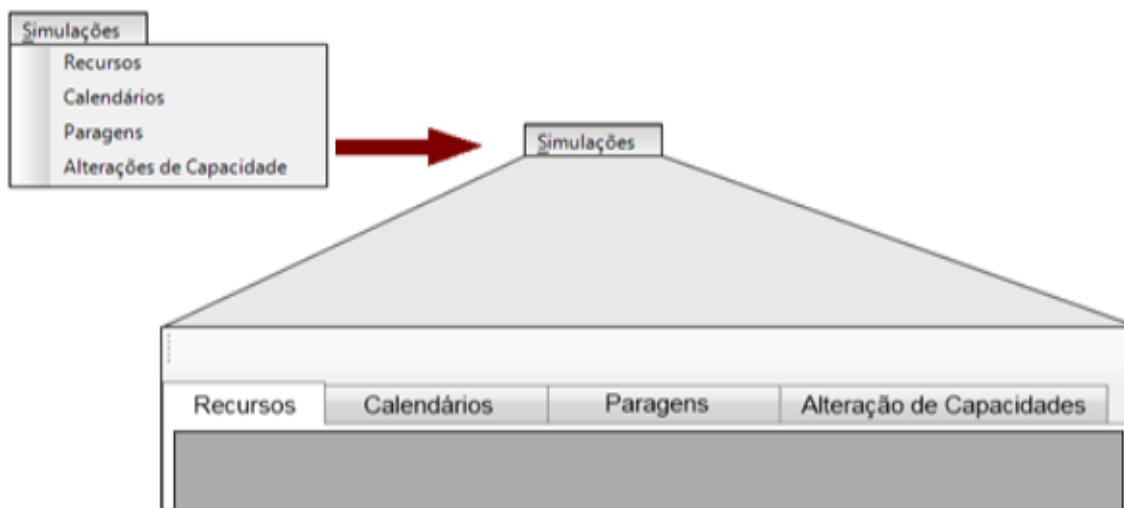 Simulações
Recursos
Calendários
Paragens
Alterações de Capacidade
Simulações
Recursos Calendários Paragens Alteração de Capacidades